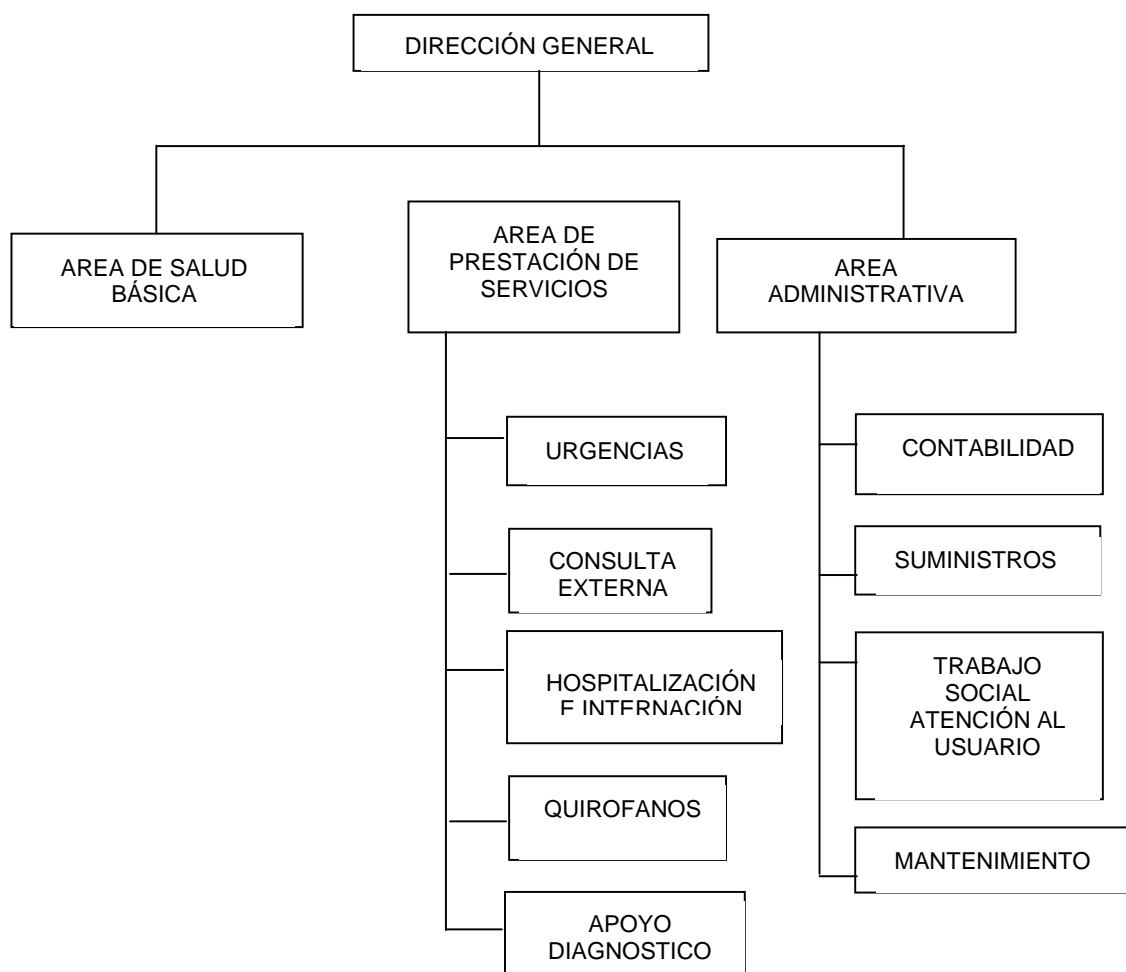 DIRECCIÓN GENERAL
AREA DE SALUD
BÁSICA
AREA DE
PRESTACIÓN DE
SERVICIOS
AREA
ADMINISTRATIVA
URGENCIAS
CONSULTA
EXTERNA
HOSPITALIZACIÓN
E INTERNACIÓN
QUIROFANOS
APOYO
DIAGNOSTICO
CONTABILIDAD
SUMINISTROS
TRABAJO
SOCIAL
ATENCIÓN AL
USUARIO
MANTENIMIENTO